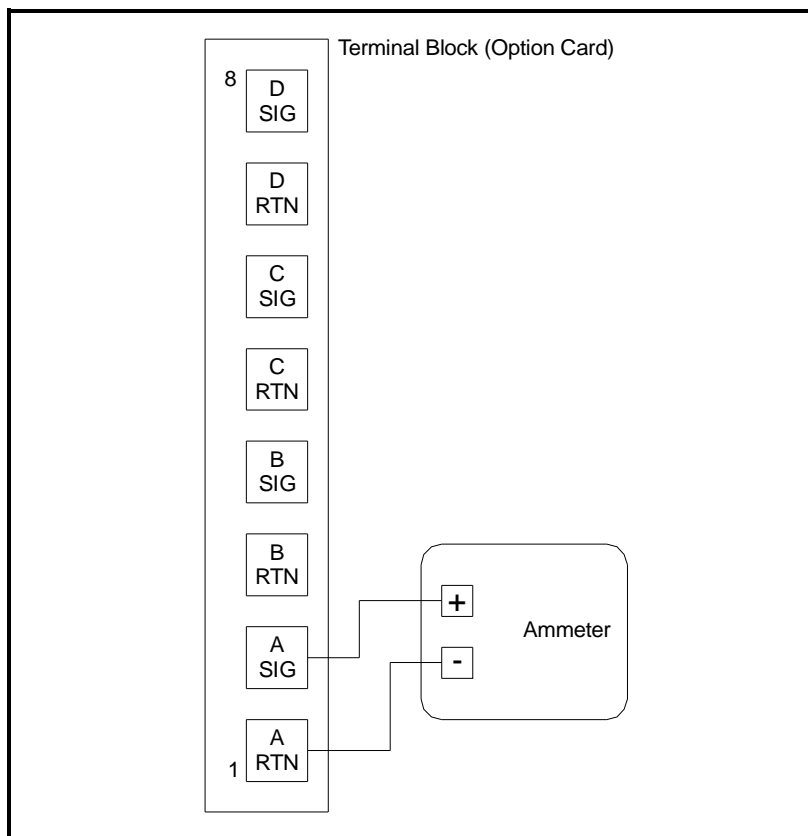 Terminal Block (Option Card)
8
D
SIG
D
RTN
C
SIG
C
RTN
B
SIG
B
RTN
A
SIG
A
RTN
1
+
-
Ammeter